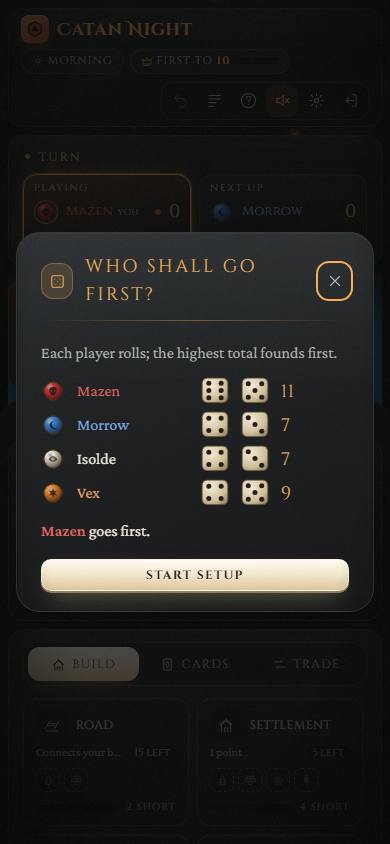 CATAN NIGHT
MORNING
FIRST TO 10
TURN
PLAYING
MAZEN YOU 0
NEXT UP
MORROW 0
WHO SHALL GO
FIRST?
Each player rolls; the highest total founds first.
Mazen 11
Morrow 7
Isolde 7
Vex 9
Mazen goes first.
START SETUP
BUILD
CARDS
TRADE
ROAD
Connects your b... 15 LEFT
2 SHORT
SETTLEMENT
1 point 5 LEFT
4 SHORT